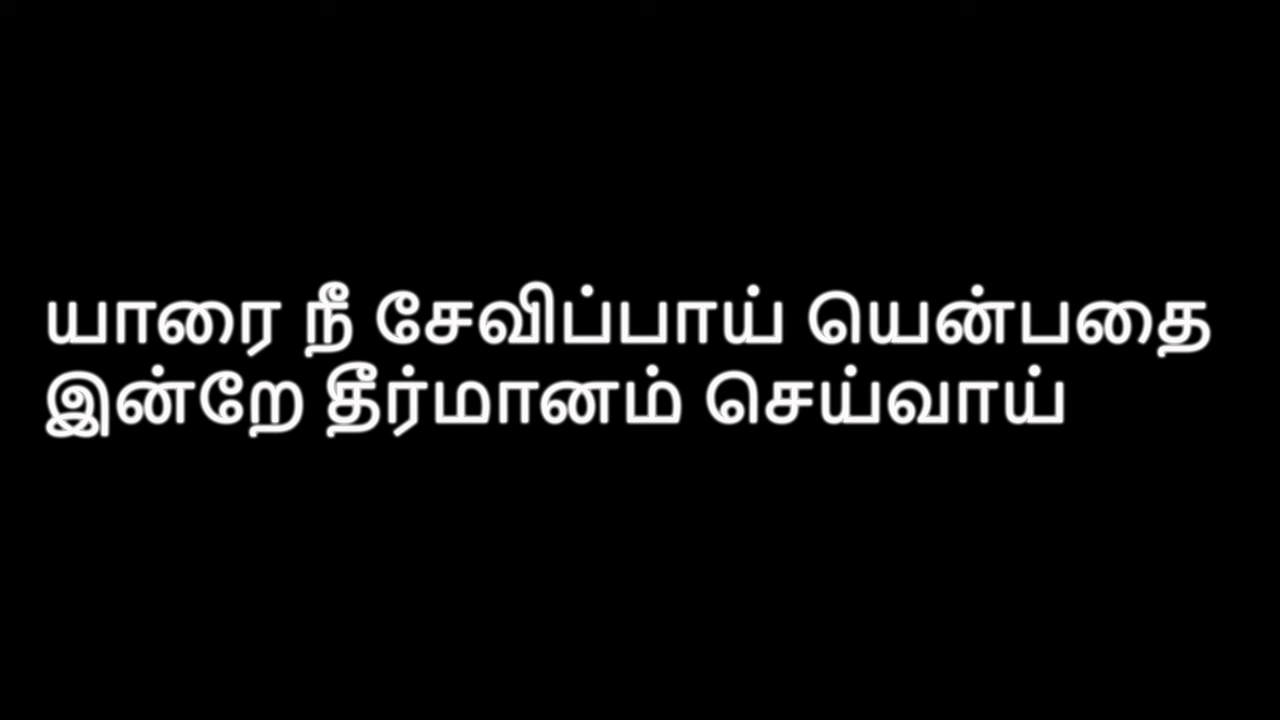 யாரை நீ சேவிப்பாய் யென்பதை
இன்றே தீர்மானம் செய்வாய்